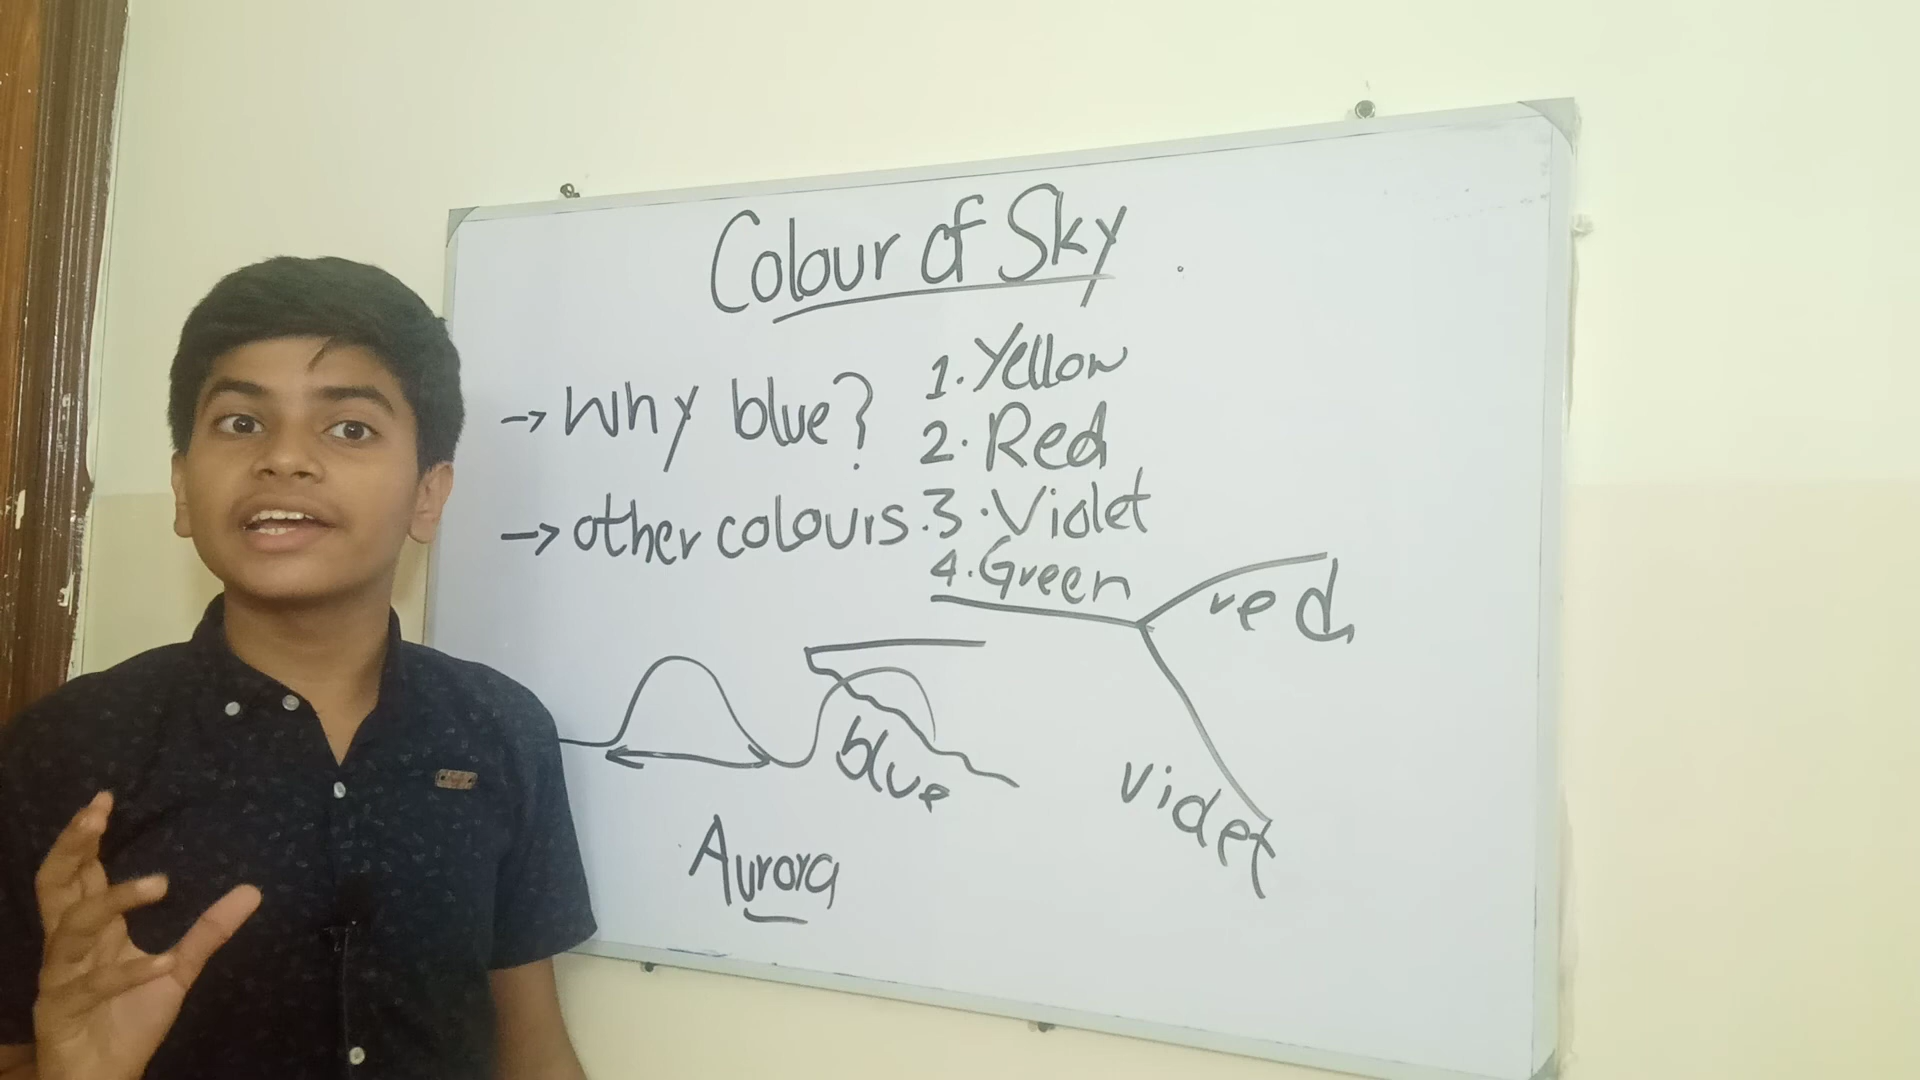 Colour of Sky
→ Why blue?
1. Yellow
2. Red
→ other colours.
3. Violet
4. Green
red
blue
violet
Aurora